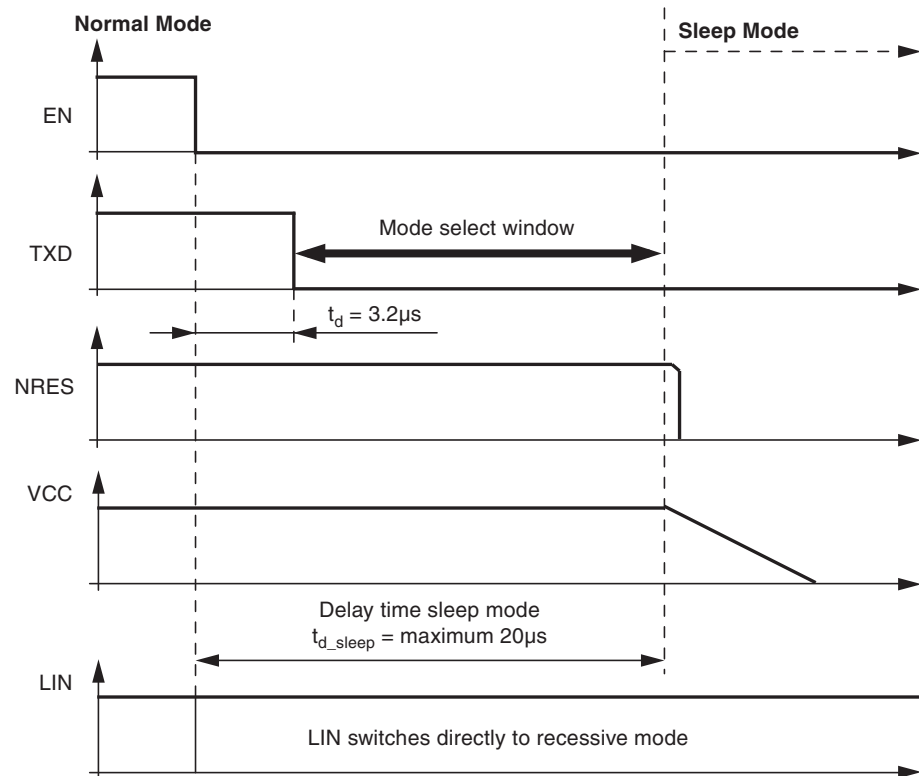 Normal Mode
Sleep Mode
EN
Mode select window
TXD
t_d = 3.2μs
NRES
VCC
Delay time sleep mode
t_d_sleep = maximum 20μs
LIN
LIN switches directly to recessive mode